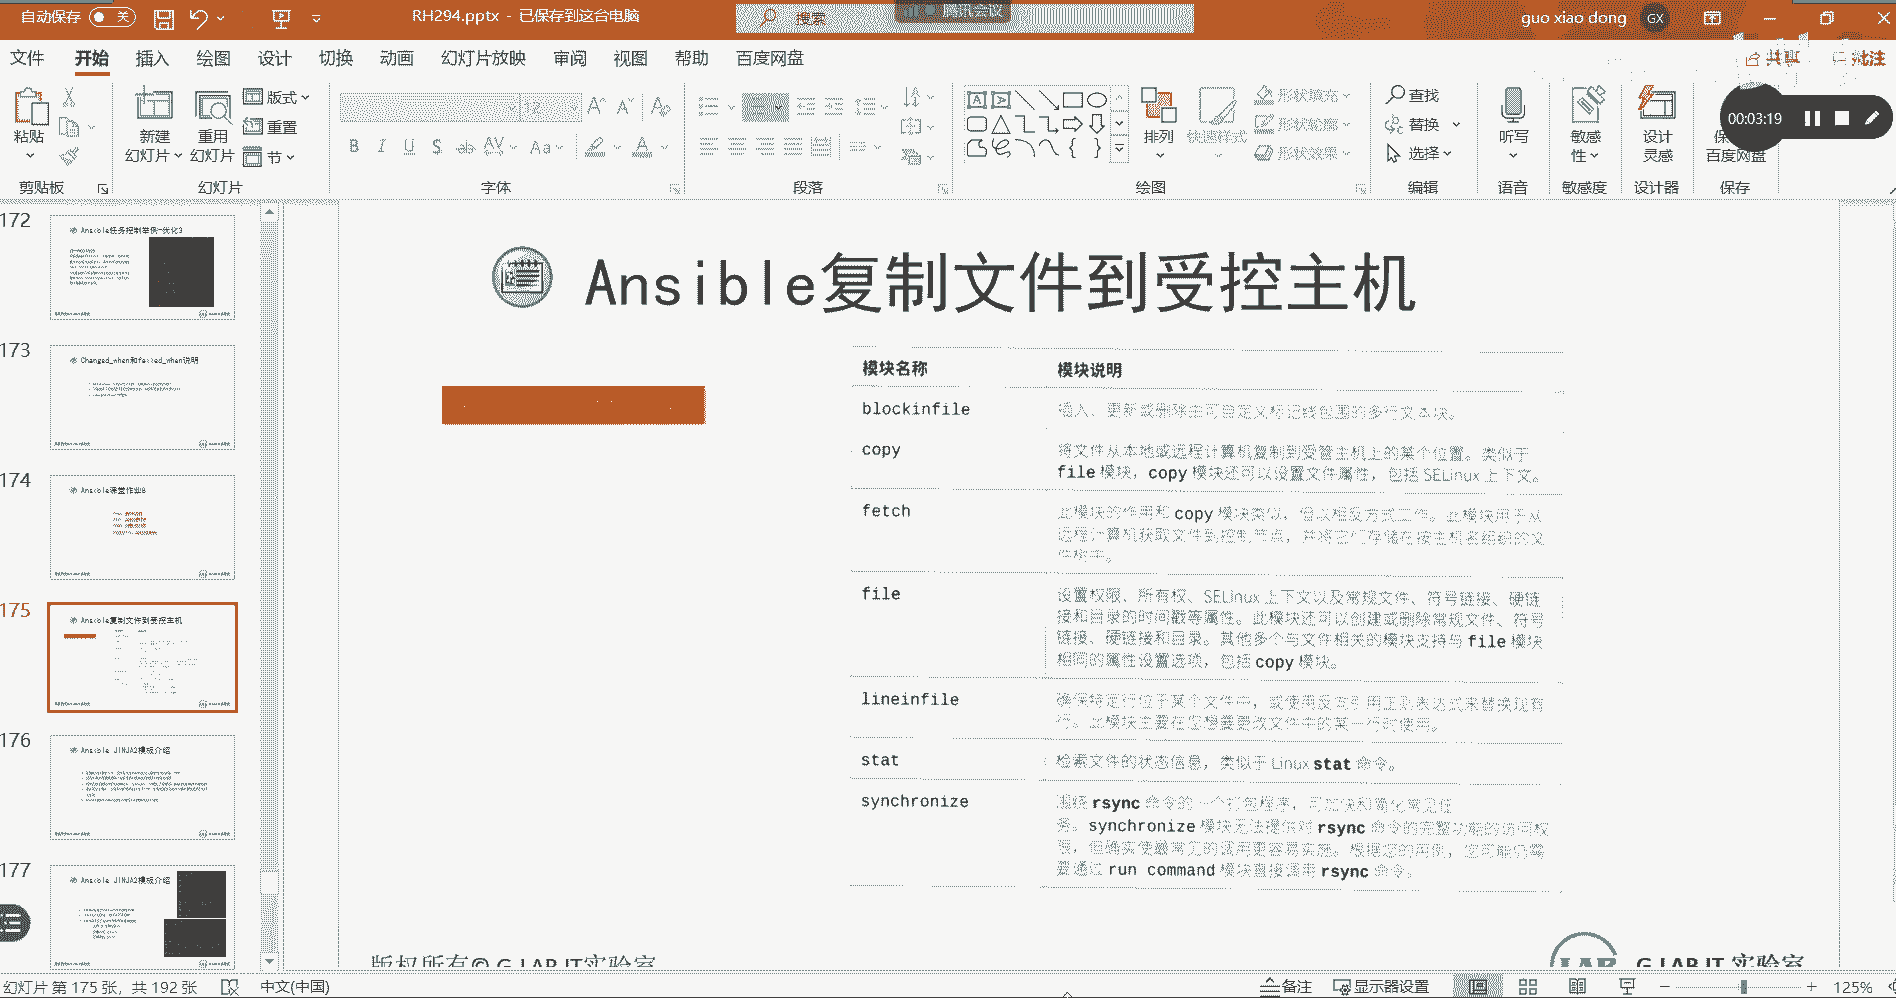 自动保存 关
RH294.pptx - 已保存到这台电脑
搜索
腾讯会议
guo xiao dong GX
文件 开始 插入 绘图 设计 切换 动画 幻灯片放映 审阅 视图 帮助 百度网盘
共享 批注
粘贴
新建
幻灯片
重用
幻灯片
版式
重置
节
B I U S ab AV Aa A
排列
快速样式
形状填充
形状轮廓
形状效果
查找
替换
选择
听写
敏感
性
设计
灵感
百度网盘
00:03:19
剪贴板 幻灯片 字体 段落 绘图 编辑 语音 敏感度 设计器 保存
172
Ansible任务控制举例-优化3
173
Changed_when和failed_when说明
174
Ansible课堂作业8
175
Ansible复制文件到受控主机
176
Ansible JINJA2模板介绍
177
Ansible JINJA2模板介绍
Ansible复制文件到受控主机
模块名称 模块说明
blockinfile 插入、更新或删除由可自定义标记线包围的多行文本块。
copy 将文件从本地或远程计算机复制到受管主机上的某个位置。类似于
file 模块，copy 模块还可以设置文件属性，包括 SELinux 上下文。
fetch 此模块的作用和 copy 模块类似，但以相反方式工作。此模块用于从
远程计算机获取文件到控制节点，并将它们存储在按主机名组织的文
件树中。
file 设置权限、所有权、SELinux 上下文以及常规文件、符号链接、硬链
接和目录的时间戳等属性。此模块还可以创建或删除常规文件、符号
链接、硬链接和目录。其他多个与文件相关的模块支持与 file 模块
相同的属性设置选项，包括 copy 模块。
lineinfile 确保特定行位于某个文件中，或使用反向引用正则表达式来替换现有
行。此模块主要在您想要更改文件中的某一行时使用。
stat 检索文件的状态信息，类似于 Linux stat 命令。
synchronize 围绕 rsync 命令的一个打包程序，可加快和简化常见任
务。synchronize 模块无法提供对 rsync 命令的完整功能的访问权
限，但确实使最常见的调用更容易实施。根据您的用例，您可能仍需
要通过 run command 模块直接调用 rsync 命令。
版权所有© G-LAB IT实验室
LAB G-LAB IT 实验室
幻灯片 第 175 张，共 192 张 中文(中国) 备注 显示器设置 125%